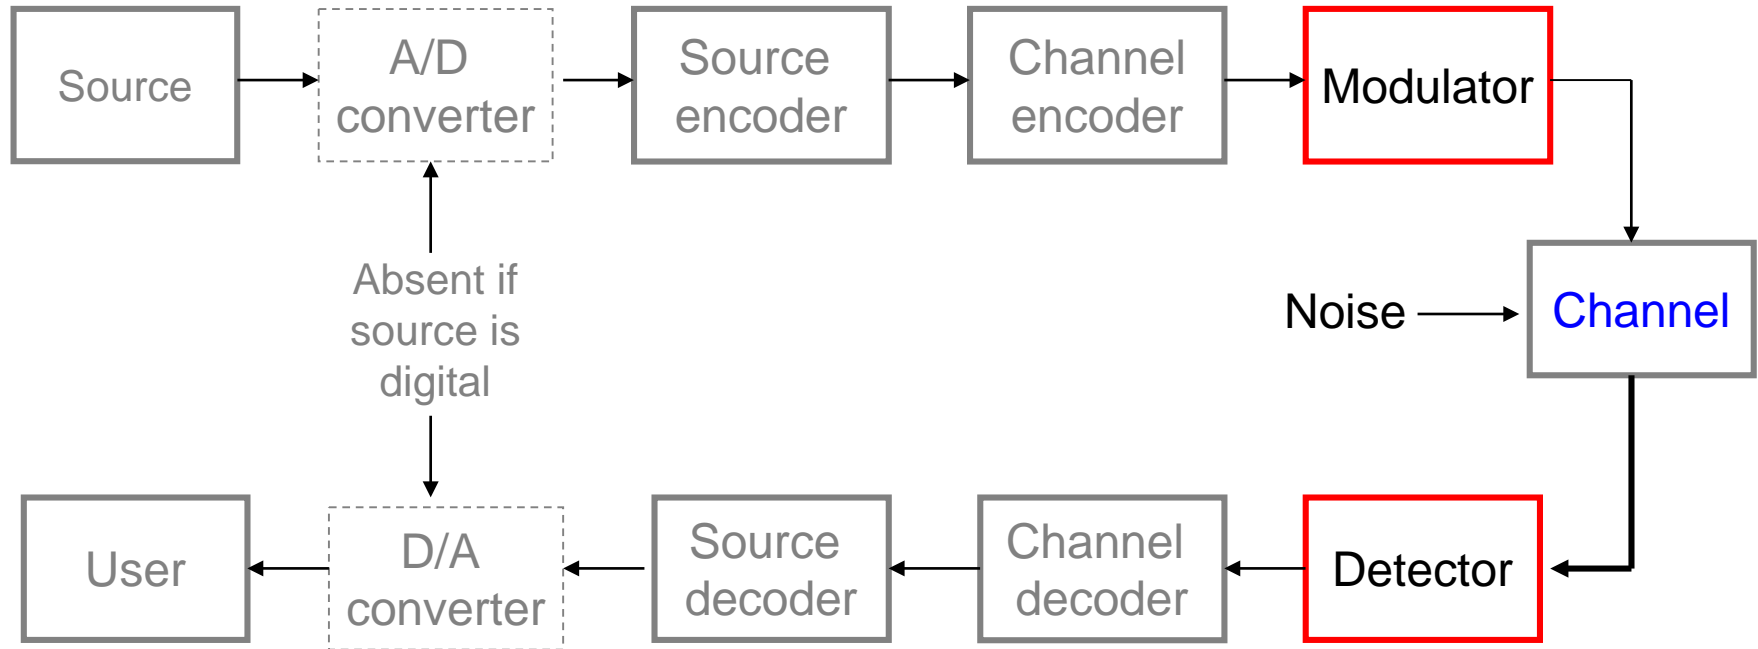 Source
A/D
converter
Source
encoder
Channel
encoder
Modulator
Absent if
source is
digital
Noise
Channel
User
D/A
converter
Source
decoder
Channel
decoder
Detector